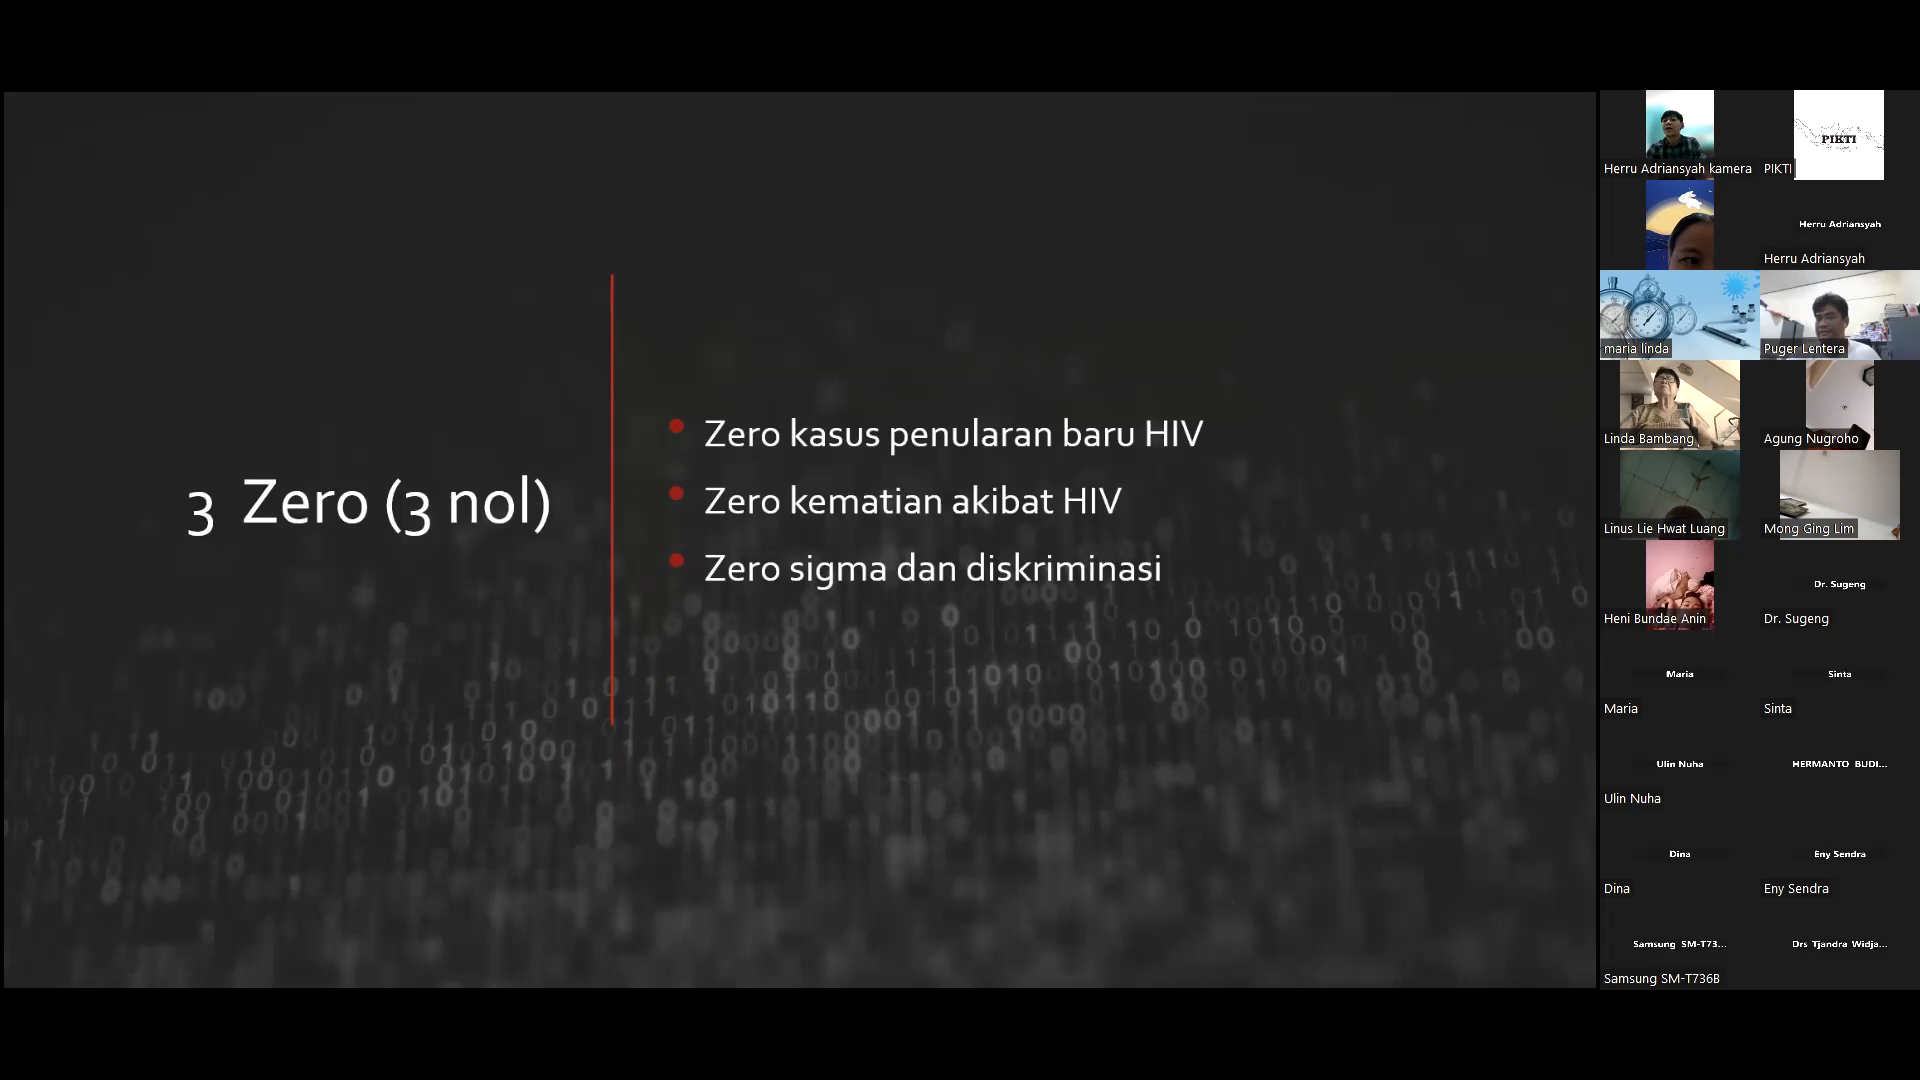 3 Zero (3 nol)
Zero kasus penularan baru HIV
Zero kematian akibat HIV
Zero sigma dan diskriminasi
Herru Adriansyah kamera
PIKTI
PIKTI
Herru Adriansyah
Herru Adriansyah
maria linda
Puger Lentera
Linda Bambang
Agung Nugroho
Linus Lie Hwat Luang
Mong Ging Lim
Heni Bundae Anin
Dr. Sugeng
Dr. Sugeng
Maria
Maria
Sinta
Sinta
Ulin Nuha
Ulin Nuha
HERMANTO BUDI...
Dina
Dina
Eny Sendra
Eny Sendra
Samsung SM-T73...
Samsung SM-T736B
Drs Tjandra Widja...